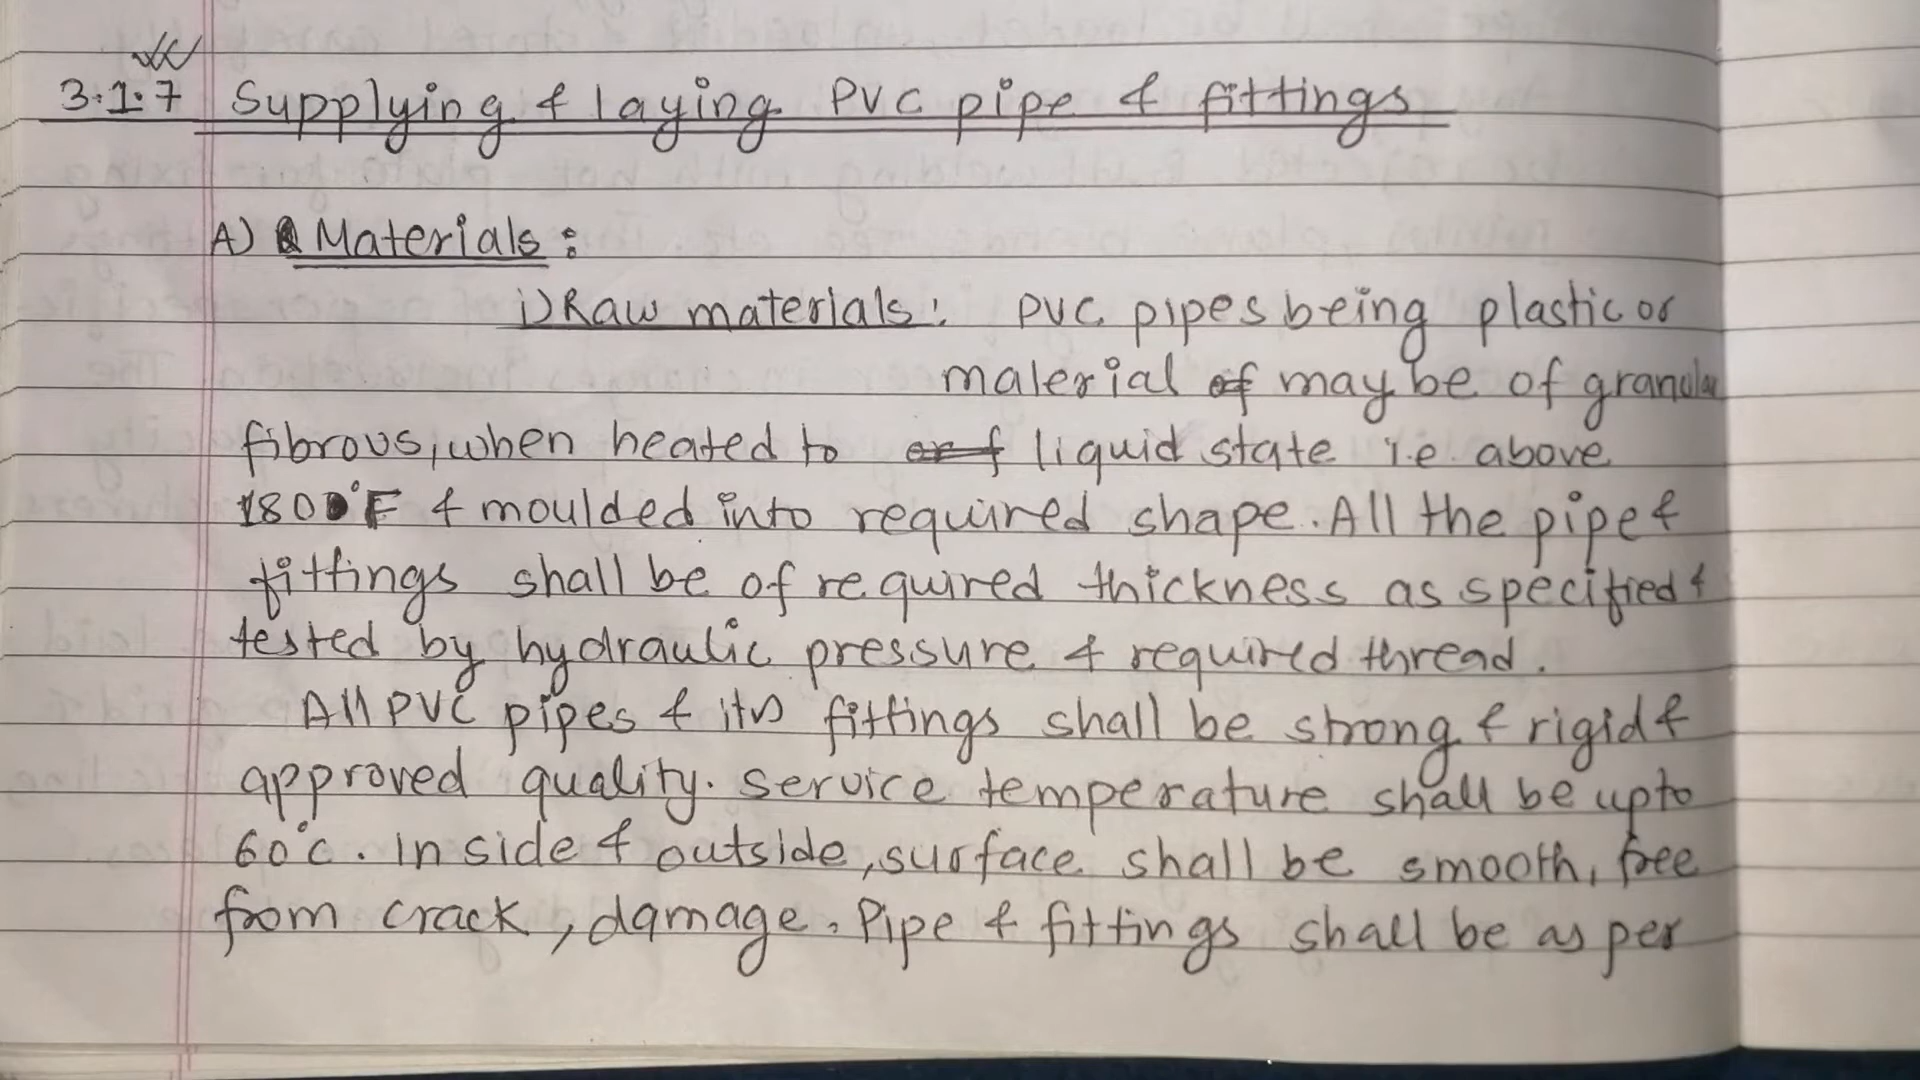 3.1.7 Supplying & laying PVC pipe & fittings
A) Materials:
i) Raw materials: PVC pipes being plastic or
malerial of may be of granular
fibrous, when heated to liquid state i.e. above
180°F & moulded into required shape. All the pipe &
fittings shall be of required thickness as specified &
tested by hydraulic pressure & required thread.
All PVC pipes & its fittings shall be strong & rigid &
approved quality. service temperature shall be upto
60°c. Inside & outside, surface shall be smooth, free
from crack, damage. Pipe & fittings shall be as per